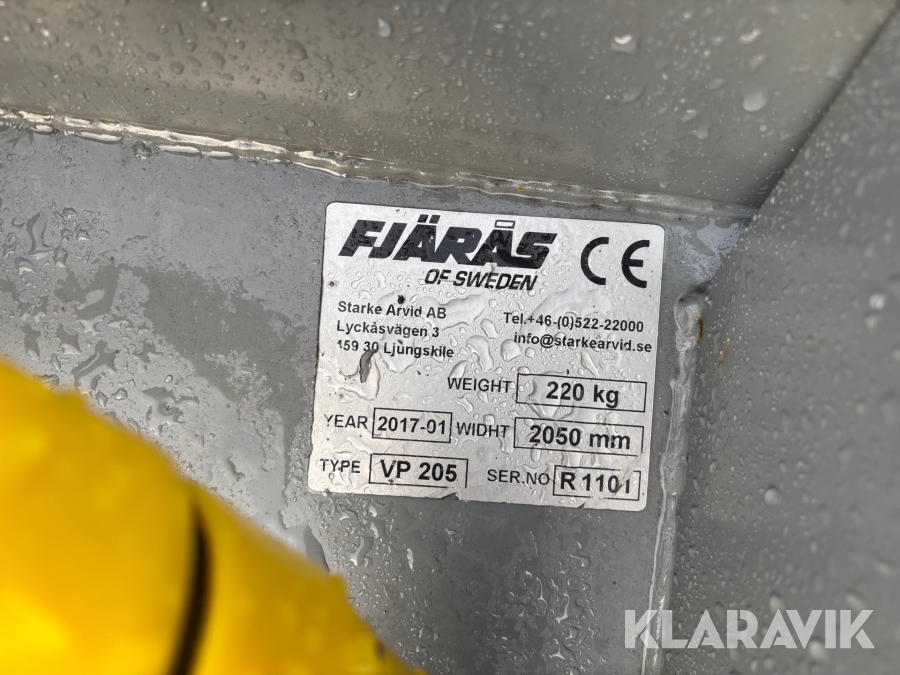 FJÄRÅS
OF SWEDEN
CE
Starke Arvid AB
Lyckåsvägen 3
459 30 Ljungskile
Tel.+46-(0)522-22000
info@starkearvid.se
WEIGHT 220 kg
YEAR 2017-01 WIDHT 2050 mm
TYPE VP 205 SER.NO R 1101
KLARAVIK